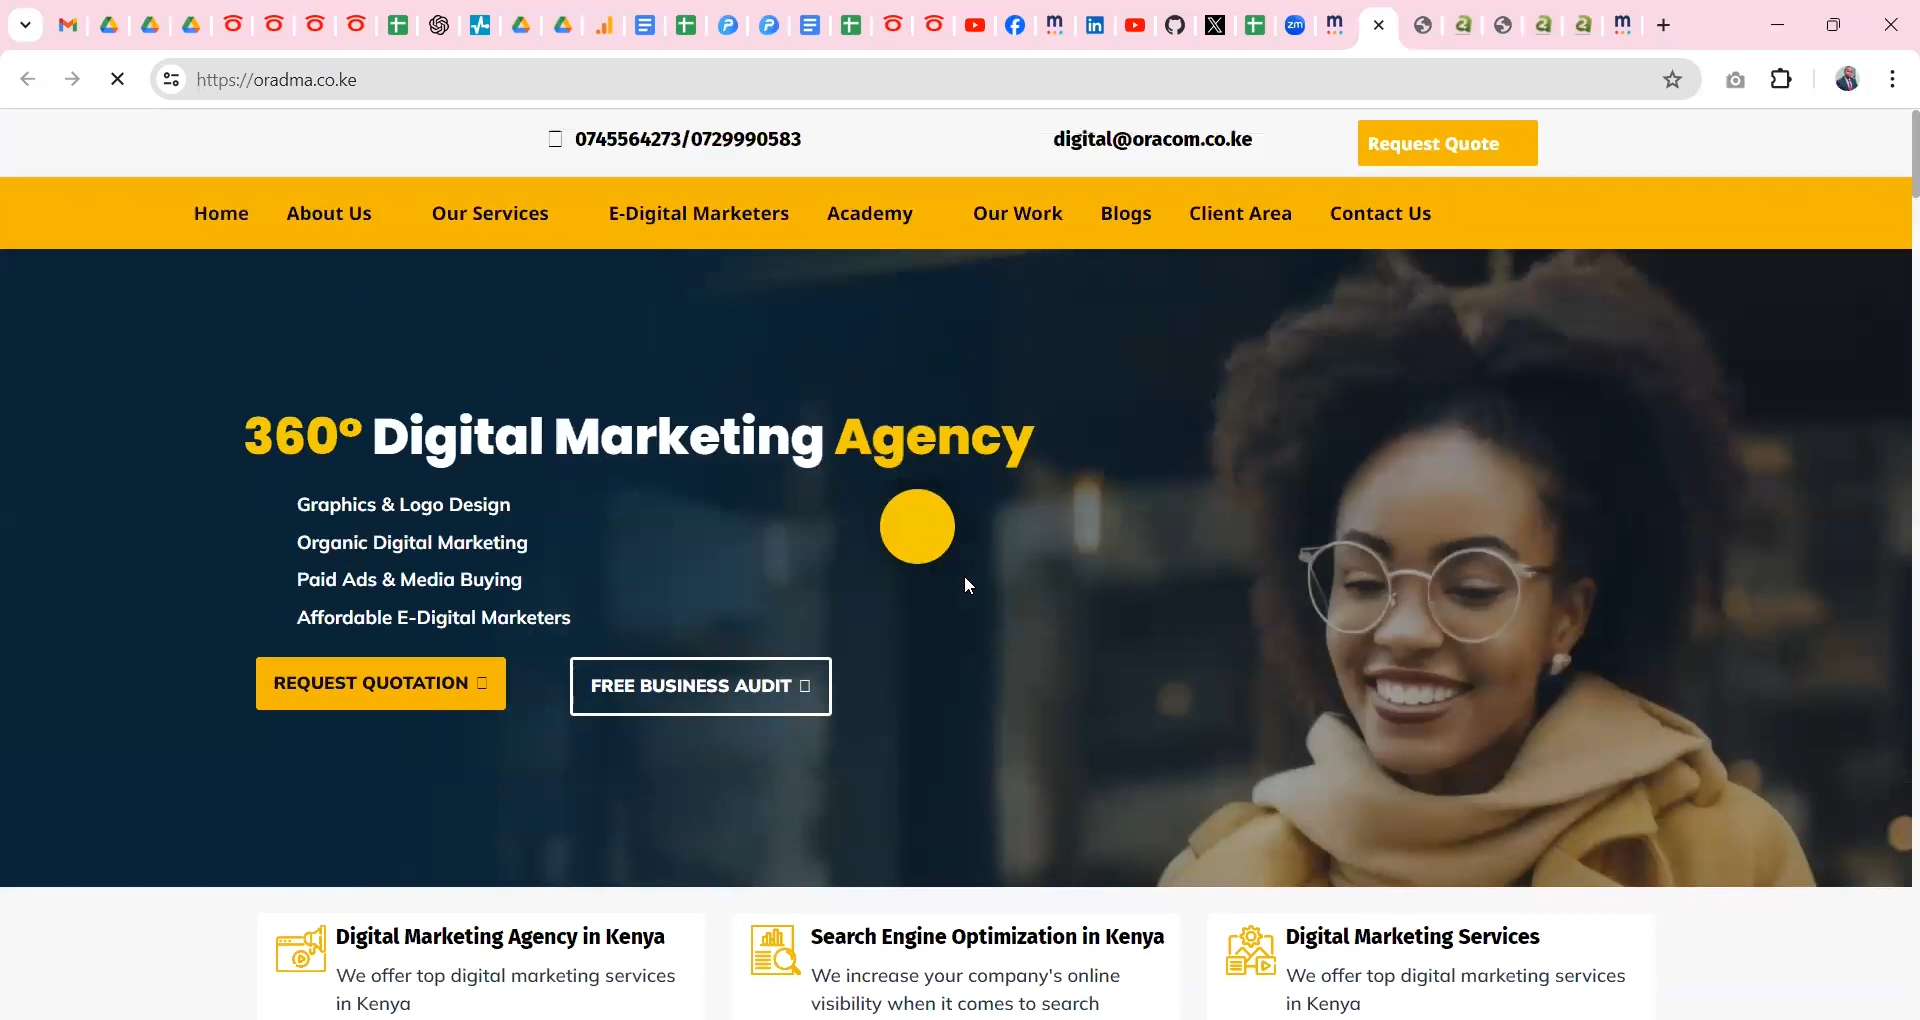 https://oradma.co.ke
0745564273/0729990583
digital@oracom.co.ke
Request Quote
Home
About Us
Our Services
E-Digital Marketers
Academy
Our Work
Blogs
Client Area
Contact Us
360° Digital Marketing Agency
Graphics & Logo Design
Organic Digital Marketing
Paid Ads & Media Buying
Affordable E-Digital Marketers
REQUEST QUOTATION
FREE BUSINESS AUDIT
Digital Marketing Agency in Kenya
We offer top digital marketing services
in Kenya
Search Engine Optimization in Kenya
We increase your company's online
visibility when it comes to search
Digital Marketing Services
We offer top digital marketing services
in Kenya